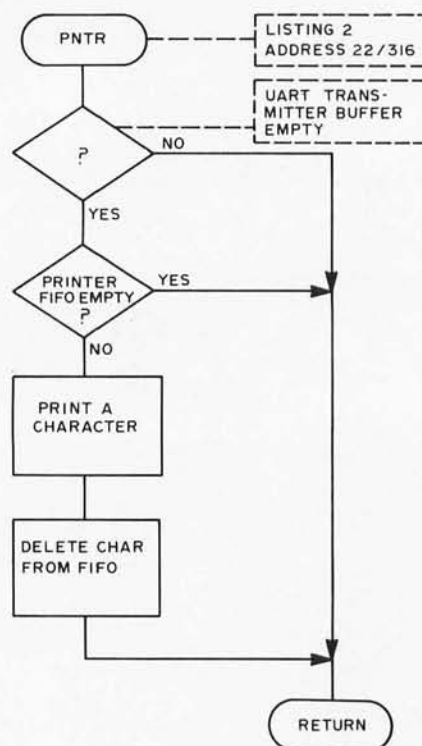 PNTR
LISTING 2
ADDRESS 22/316
UART TRANS-
MITTER BUFFER
EMPTY
?
NO
YES
PRINTER
FIFO EMPTY
?
YES
NO
PRINT A
CHARACTER
DELETE CHAR
FROM FIFO
RETURN